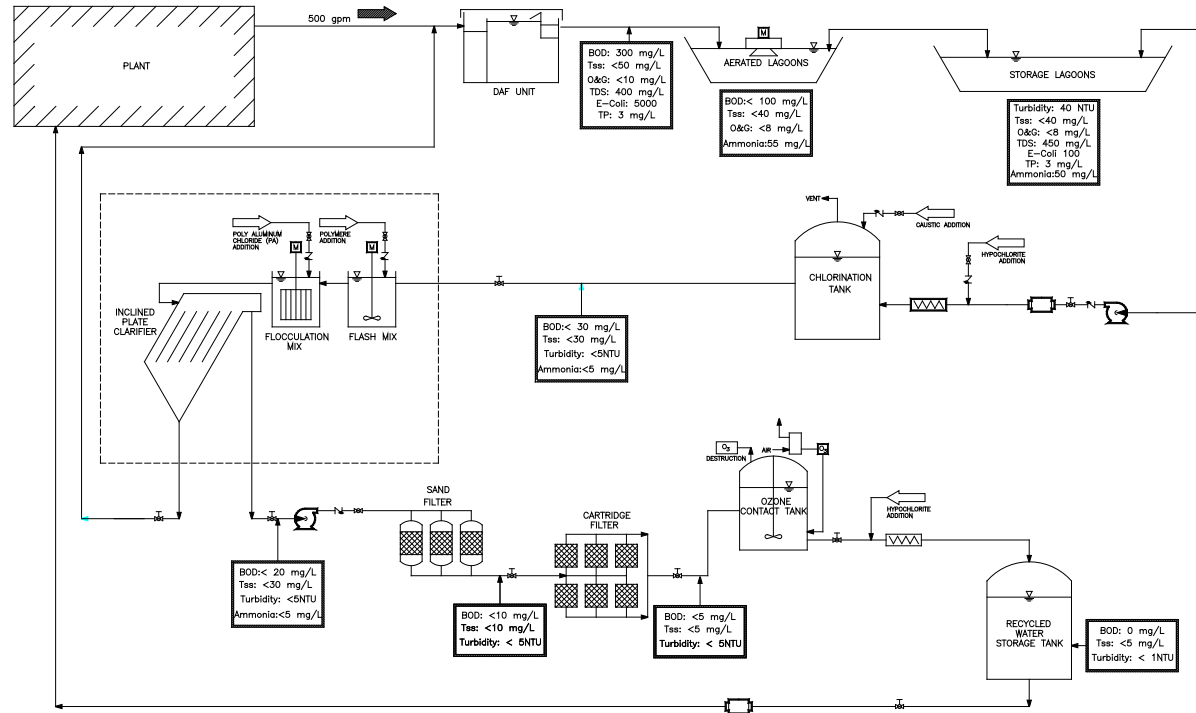 500 gpm
PLANT
DAF UNIT
BOD: 300 mg/L
Tss: <50 mg/L
O&G: <10 mg/L
TDS: 400 mg/L
E-Coli: 5000
TP: 3 mg/L
M
AERATED LAGOONS
BOD:< 100 mg/L
Tss: <40 mg/L
O&G: <8 mg/L
Ammonia:55 mg/L
STORAGE LAGOONS
Turbidity: 40 NTU
Tss: <40 mg/L
O&G: <8 mg/L
TDS: 450 mg/L
E-Coli 100
TP: 3 mg/L
Ammonia:50 mg/L
POLY ALUMINUM
CHLORIDE (PA)
ADDITION
M
POLYMERE
ADDITION
M
INCLINED
PLATE
CLARIFIER
FLOCCULATION
MIX
FLASH MIX
BOD:< 30 mg/L
Tss: <30 mg/L
Turbidity: <5NTU
Ammonia:<5 mg/L
VENT
CAUSTIC ADDITION
CHLORINATION
TANK
HYPOCHLORITE
ADDITION
BOD:< 20 mg/L
Tss: <30 mg/L
Turbidity: <5NTU
Ammonia:<5 mg/L
SAND
FILTER
BOD: <10 mg/L
Tss: <10 mg/L
Turbidity: < 5NTU
CARTRIDGE
FILTER
BOD: <5 mg/L
Tss: <5 mg/L
Turbidity: < 5NTU
O3
DESTRUCTION
AIR
OZONE
CONTACT TANK
HYPOCHLORITE
ADDITION
RECYCLED
WATER
STORAGE TANK
BOD: 0 mg/L
Tss: <5 mg/L
Turbidity: < 1NTU